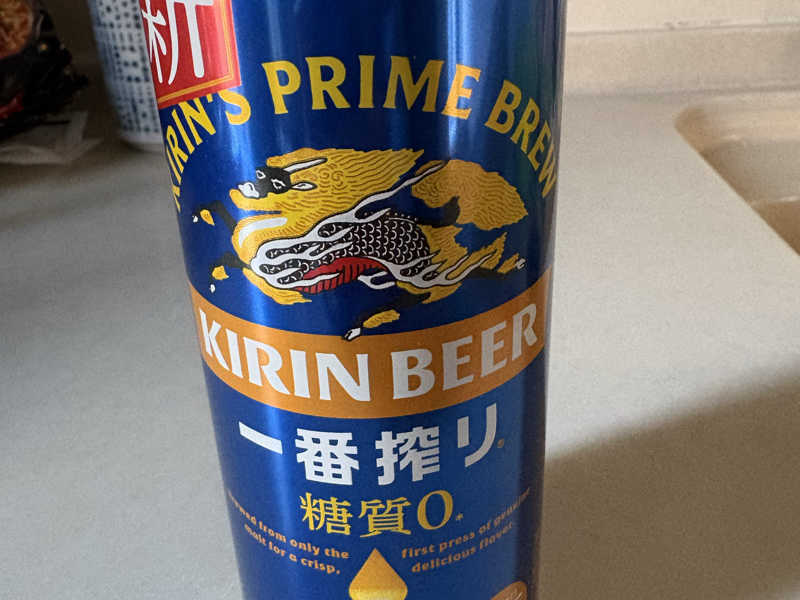 新
KIRIN'S PRIME BREW
KIRIN BEER
一番搾り®
糖質0*
Brewed from only the first press of genuine
malt for a crisp, delicious flavor.